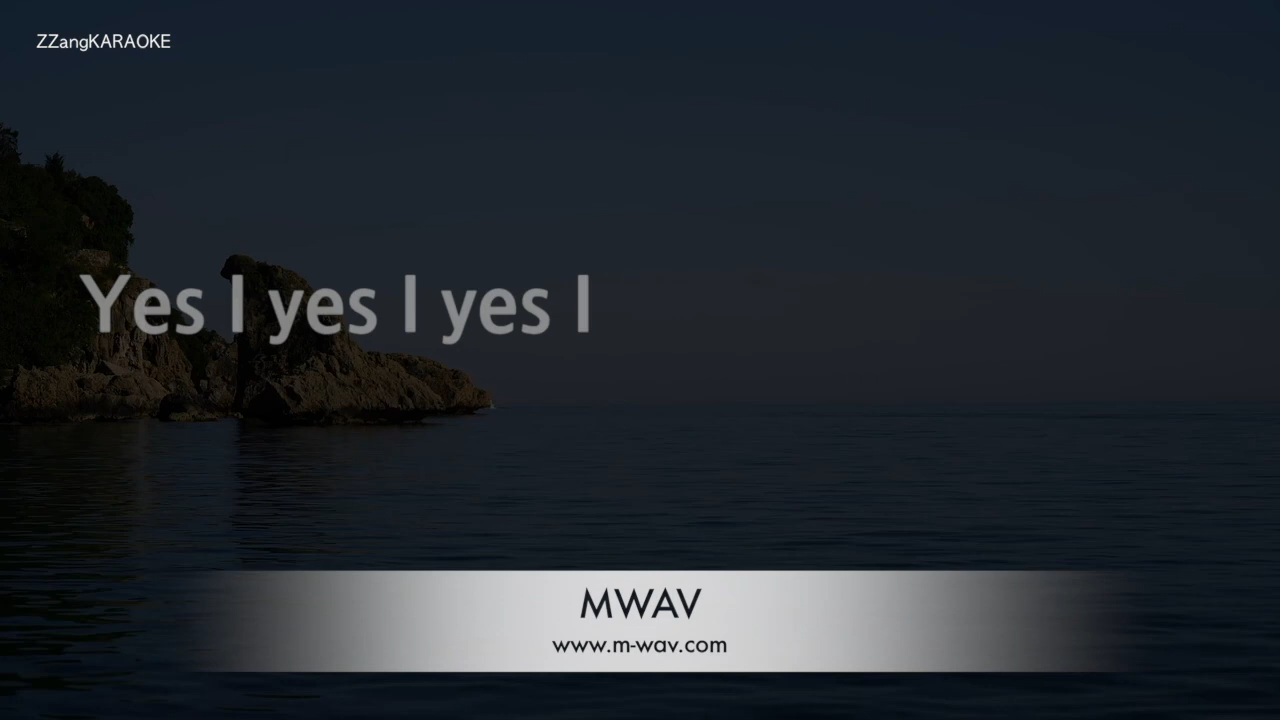 ZZangKARAOKE
Yes I yes I yes I
MWAV
www.m-wav.com